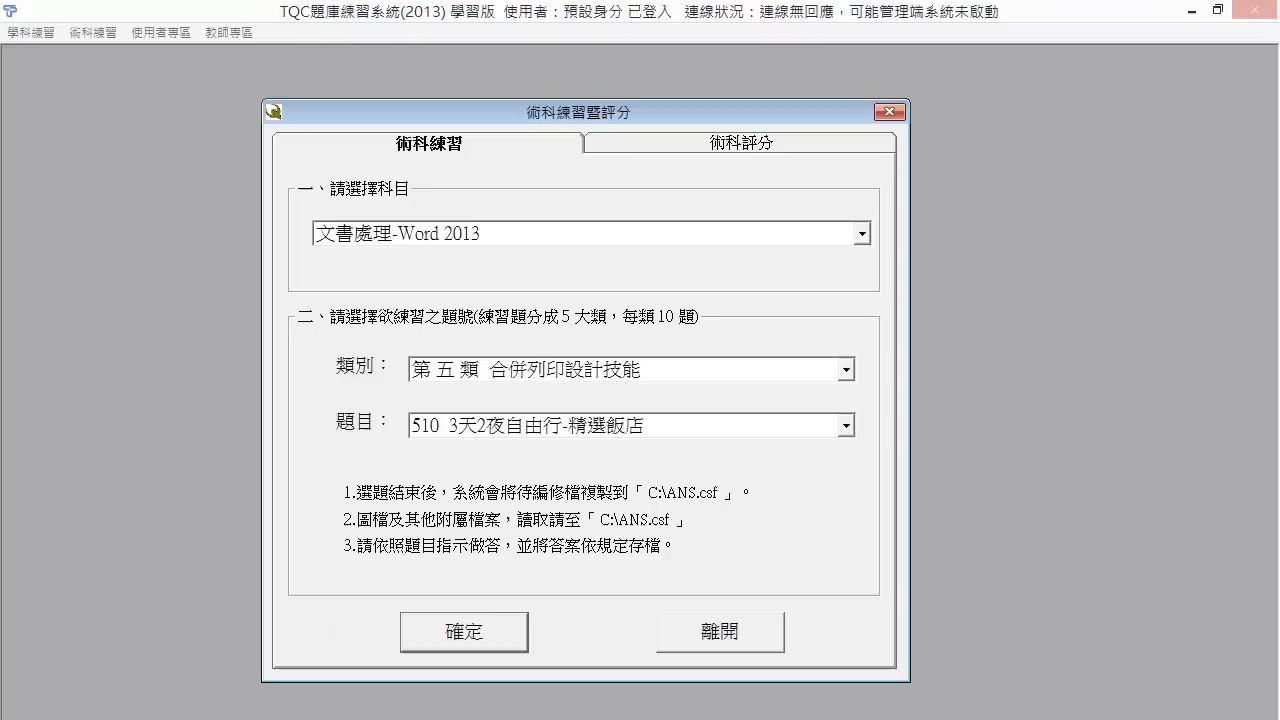 TQC題庫練習系統(2013) 學習版 使用者：預設身分 已登入 連線狀況：連線無回應，可能管理端系統未啟動
學科練習 術科練習 使用者專區 教師專區
術科練習暨評分
術科練習 術科評分
一、請選擇科目
文書處理-Word 2013
二、請選擇欲練習之題號(練習題分成 5 大類，每類 10 題)
類別： 第 五 類 合併列印設計技能
題目： 510 3天2夜自由行-精選飯店
1.選題結束後，系統會將待編修檔複製到「 C:\ANS.csf 」。
2.圖檔及其他附屬檔案，讀取請至「 C:\ANS.csf 」
3.請依照題目指示做答，並將答案依規定存檔。
確定 離開